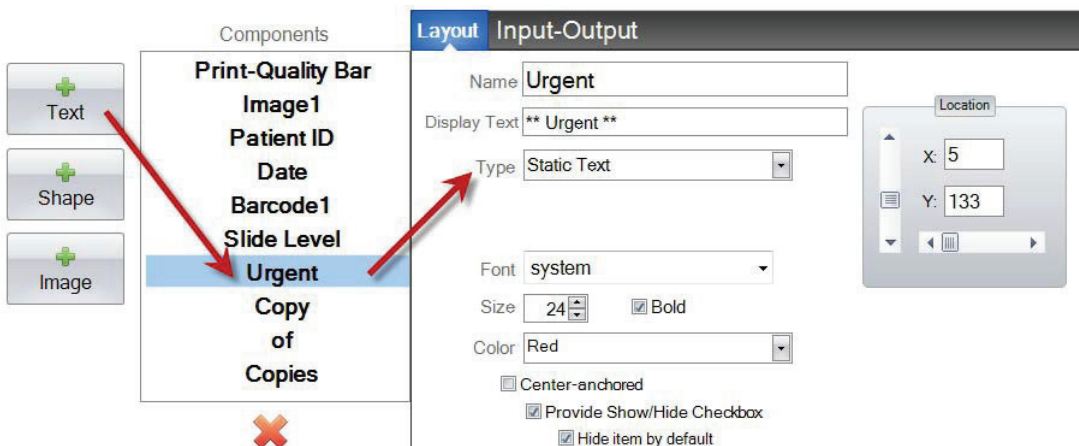 Components
Text
Shape
Image
Print-Quality Bar
Image1
Patient ID
Date
Barcode1
Slide Level
Urgent
Copy
of
Copies
Layout Input-Output
Name Urgent
Display Text ** Urgent **
Type Static Text
Font system
Size 24 Bold
Color Red
Center-anchored
Provide Show/Hide Checkbox
Hide item by default
Location
X: 5
Y: 133